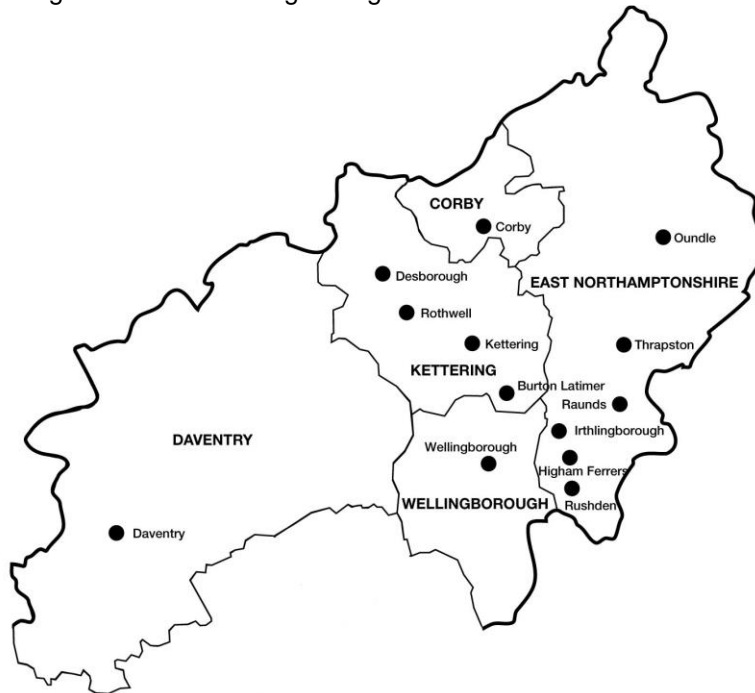 CORBY
Corby
Oundle
Desborough
EAST NORTHAMPTONSHIRE
Rothwell
Kettering
Thrapston
KETTERING
Burton Latimer
Raunds
Irthlingborough
DAVENTRY
Wellingborough
Higham Ferrers
WELLINGBOROUGH
Rushden
Daventry